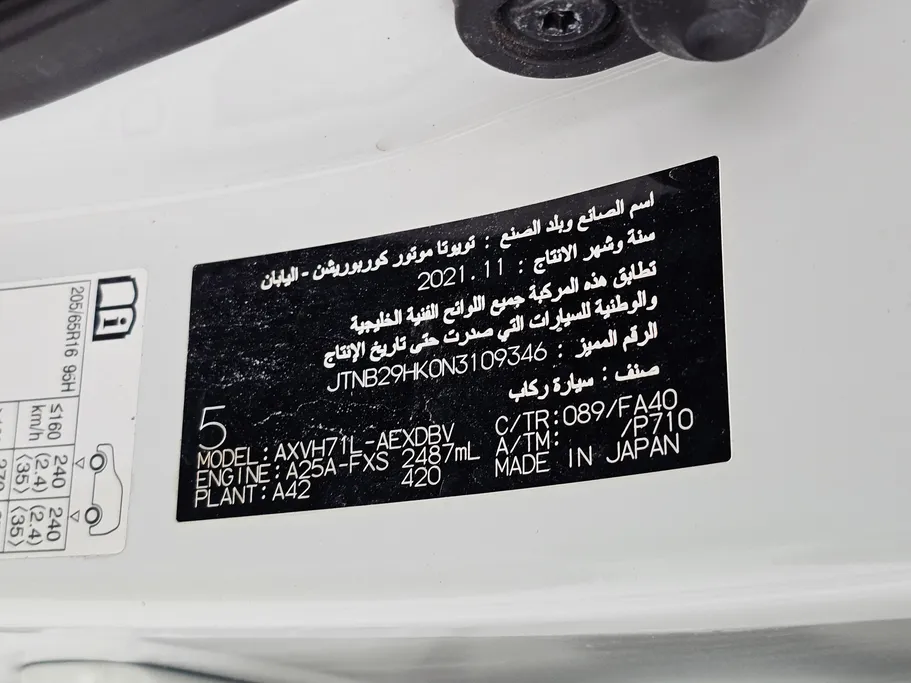 اسم الصانع وبلد الصنع : تويوتا موتور كوربوريشن - اليابان
سنة وشهر الانتاج : 2021.11
تطابق هذه المركبة جميع اللوائح الفنية الخليجية
والوطنية للسيارات التي صدرت حتى تاريخ الإنتاج
الرقم المميز : JTNB29HK0N3109346
صنف : سيارة ركاب
5
MODEL:AXVH71L-AEXDBV C/TR:089/FA40
ENGINE:A25A-FXS 2487mL A/TM: /P710
PLANT:A42 420 MADE IN JAPAN
205/65R16 95H
≤160 km/h
240 (2.4) ⟨35⟩
240 (2.4) ⟨35⟩